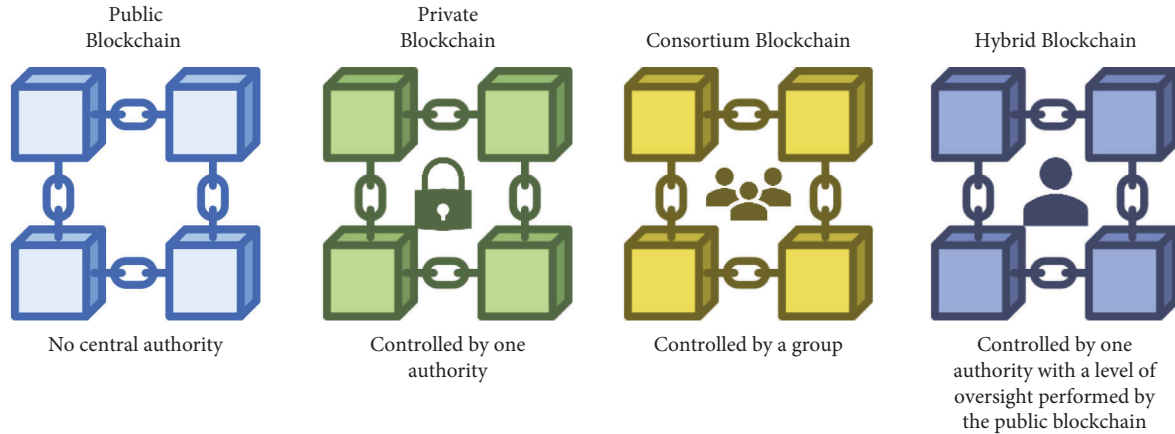 Public
Blockchain
Private
Blockchain
Consortium Blockchain
Hybrid Blockchain
No central authority
Controlled by one
authority
Controlled by a group
Controlled by one
authority with a level of
oversight performed by
the public blockchain